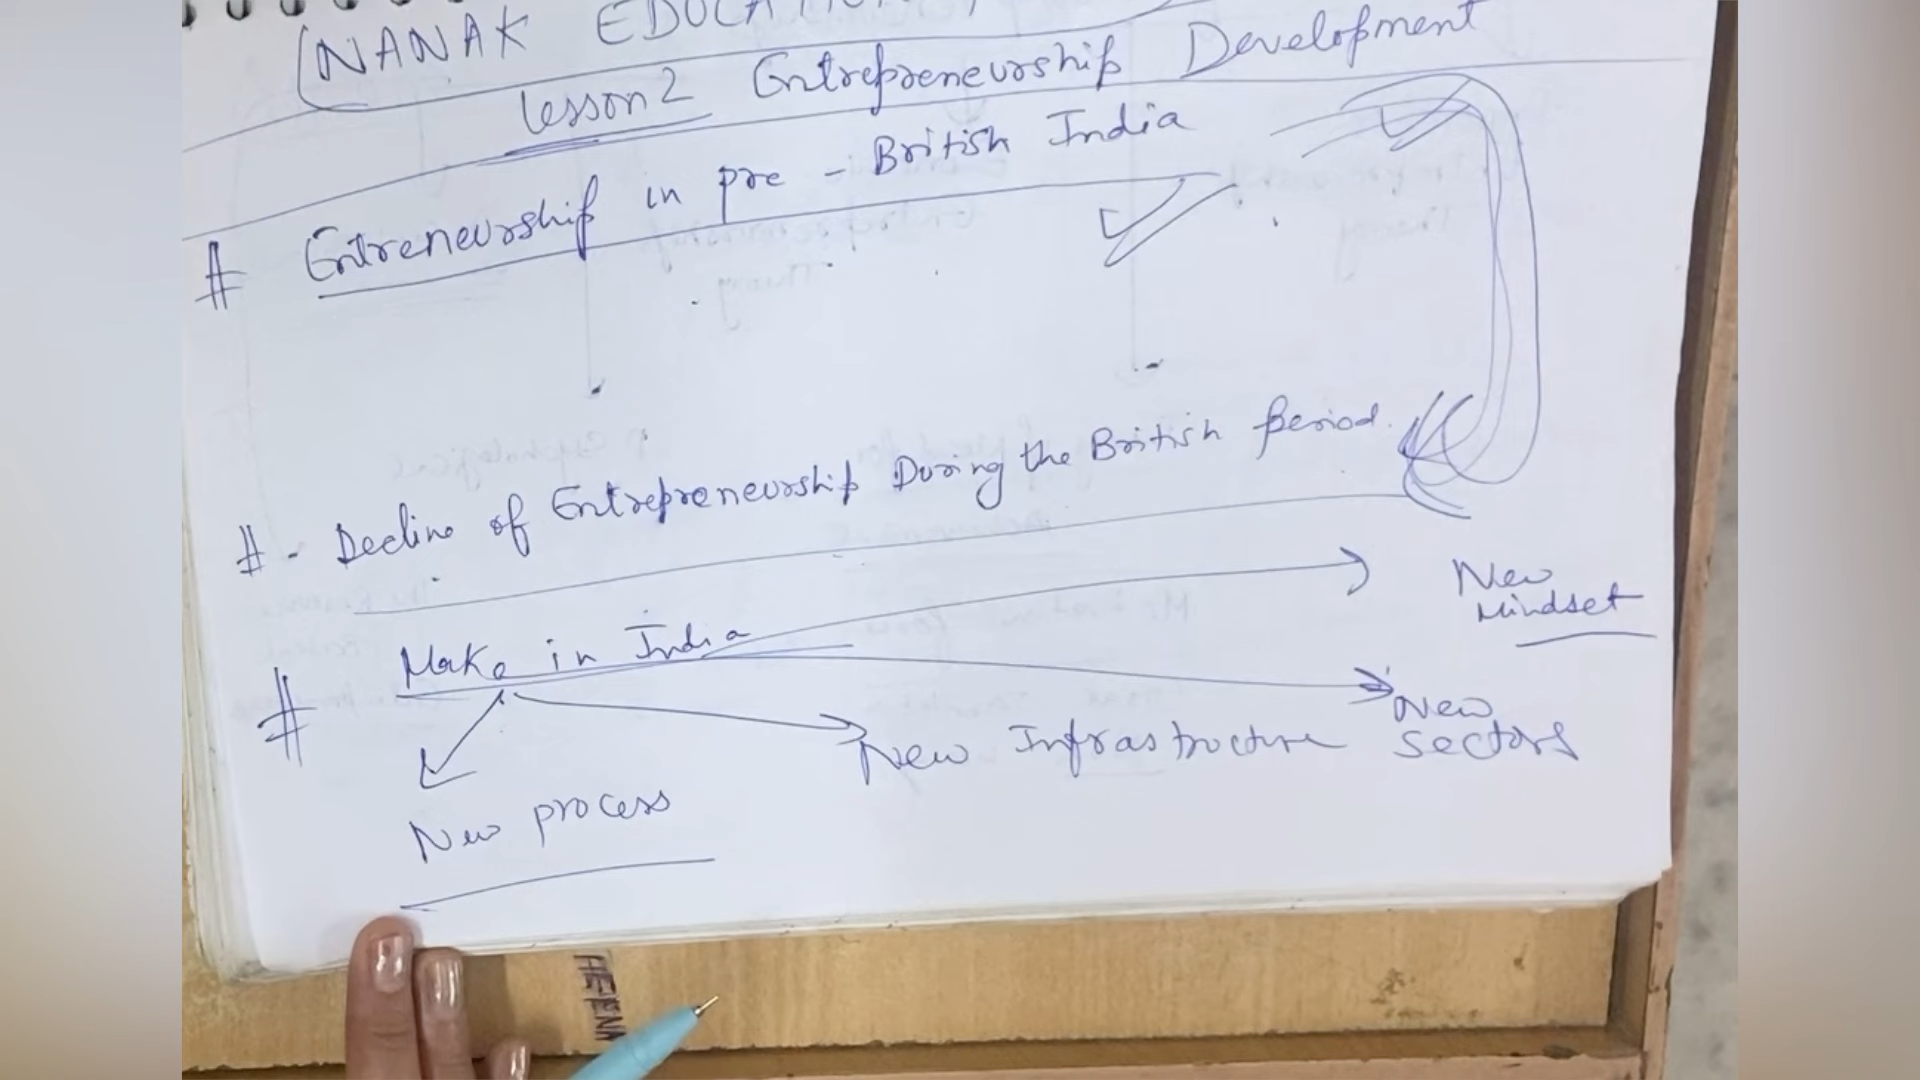 NANAK EDUCATION
Lesson 2 Entrepreneurship Development
# Entreneurship in pre - British India
# - Decline of Entrepreneurship During the British Period.
# Make in India
New Mindset
New Sectors
New Infrastructure
New process
HEENA